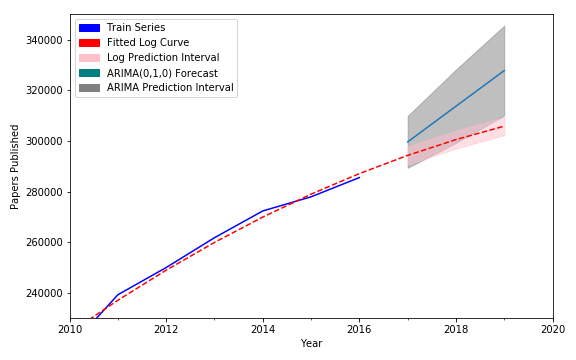 340000
320000
300000
280000
260000
240000
Papers Published
Train Series
Fitted Log Curve
Log Prediction Interval
ARIMA(0,1,0) Forecast
ARIMA Prediction Interval
2010 2012 2014 2016 2018 2020
Year